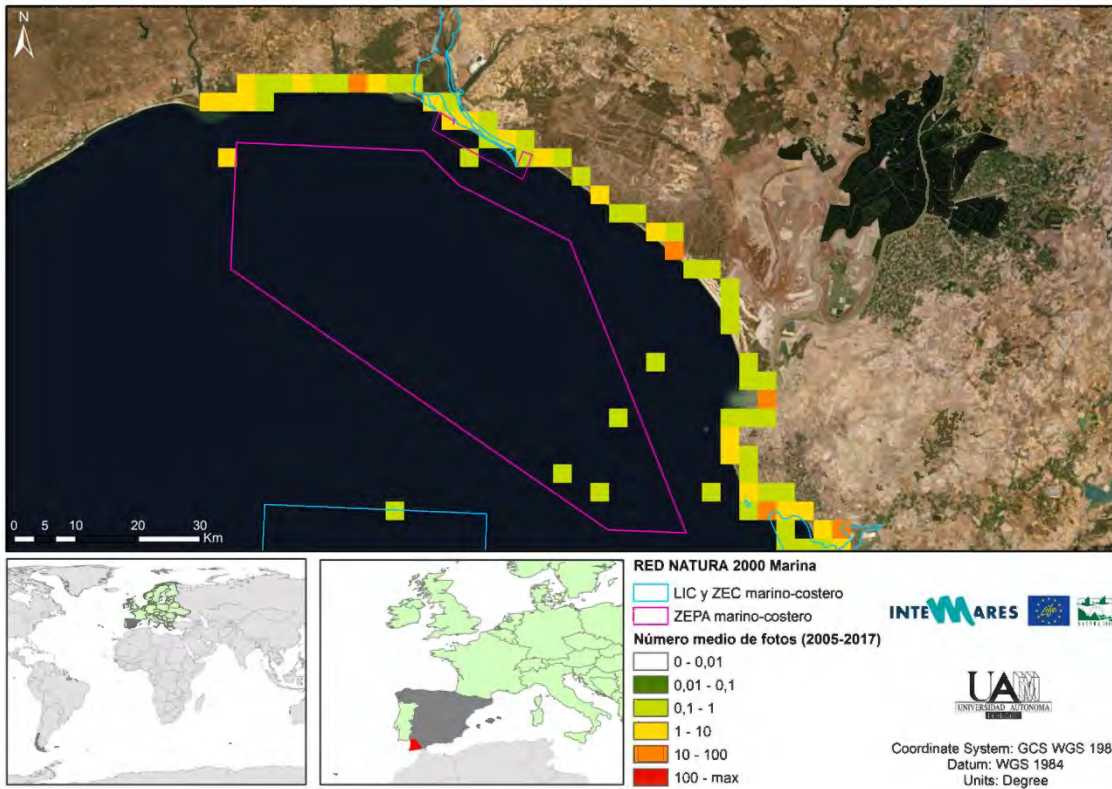 N
0 5 10 20 30
Km
RED NATURA 2000 Marina
LIC y ZEC marino-costero
ZEPA marino-costero
Número medio de fotos (2005-2017)
0 - 0,01
0,01 - 0,1
0,1 - 1
1 - 10
10 - 100
100 - max
INTEMARES
Life
UAM
UNIVERSIDAD AUTONOMA
Coordinate System: GCS WGS 198
Datum: WGS 1984
Units: Degree